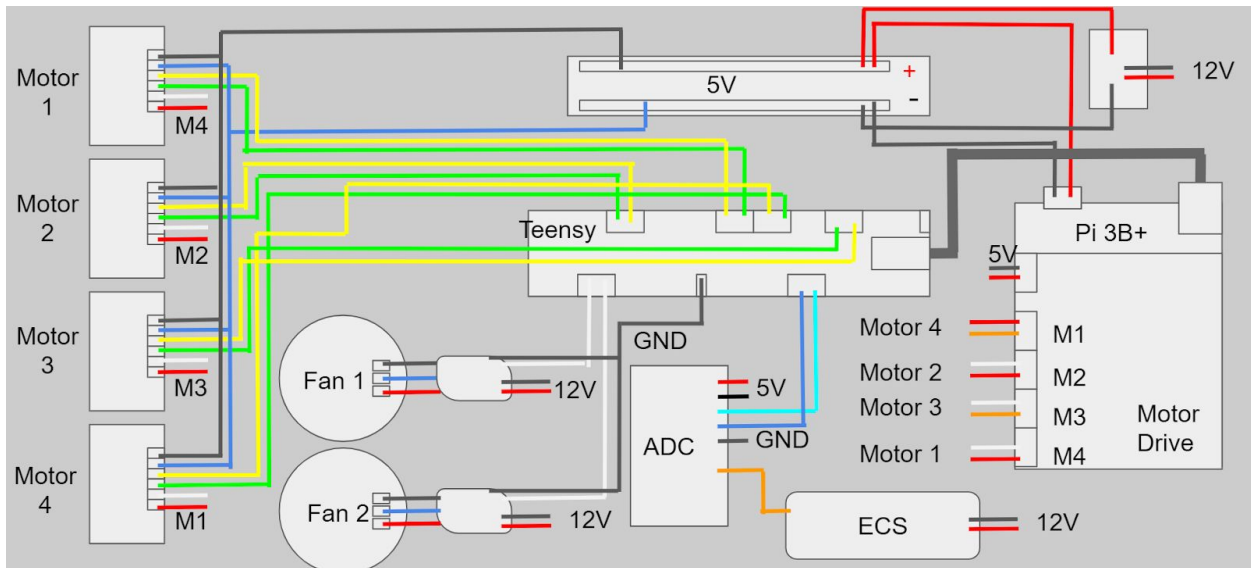 Motor
1
M4
5V
+
-
12V
Motor
2
M2
Teensy
Pi 3B+
5V
Motor
3
M3
GND
Motor 4
M1
Motor 2
M2
Motor 3
M3
Motor 1
M4
Motor
Drive
Fan 1
12V
ADC
5V
GND
Motor
4
M1
Fan 2
12V
ECS
12V